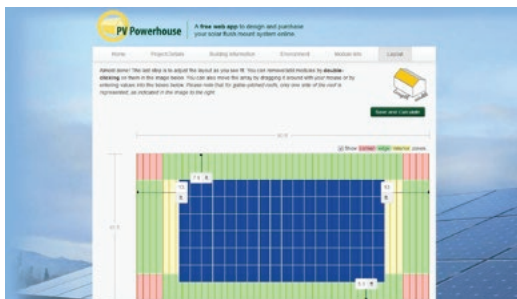 PV Powerhouse
A free web app to design and purchase
your solar flush mount system online.
Home Project Details Building Information Environment Module Info Layout
Almost done! The last step is to adjust the layout as you see fit. You can remove/add modules by double-
clicking on them in the image below. You can also move the array by dragging it around with your mouse or by
entering values into the boxes below. Please note that for gable-pitched roofs, only one side of the roof is
represented, as indicated in the image to the right.
Save and Calculate
Show corner edge interior zones